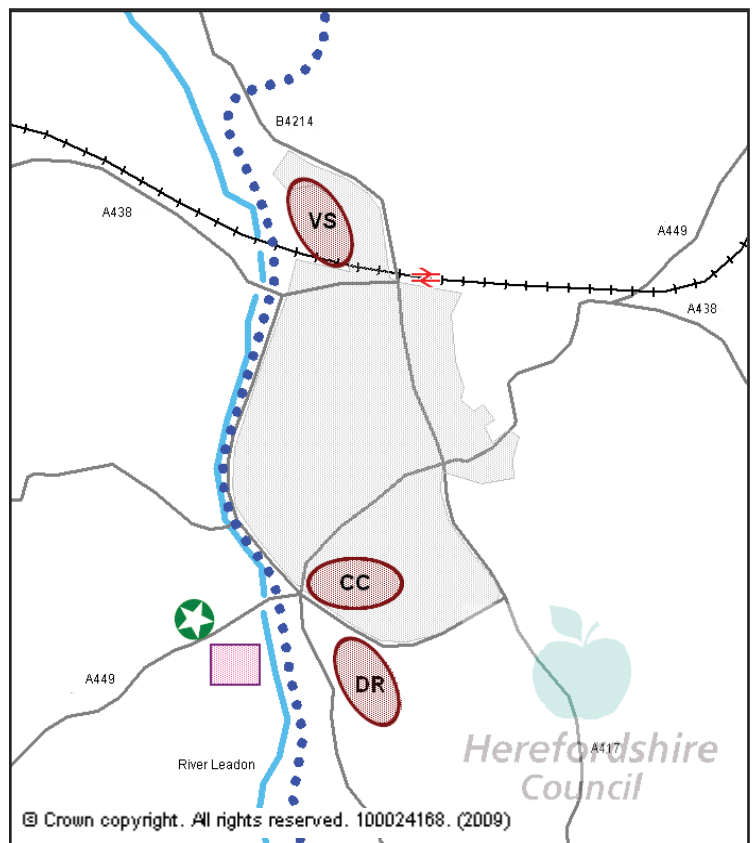 B4214
A438
VS
A449
A438
CC
DR
A449
A417
River Leadon
Herefordshire
Council
© Crown copyright. All rights reserved. 100024168. (2009)